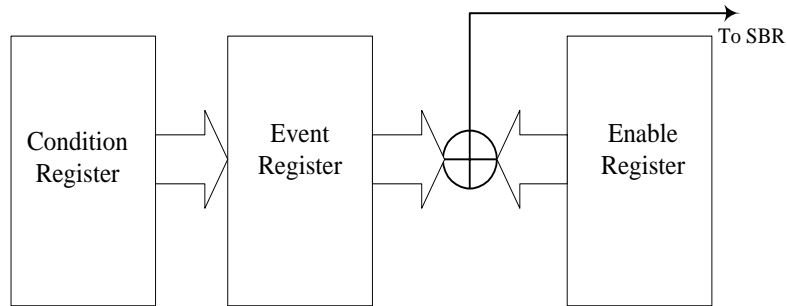 To SBR
Condition
Register
Event
Register
Enable
Register